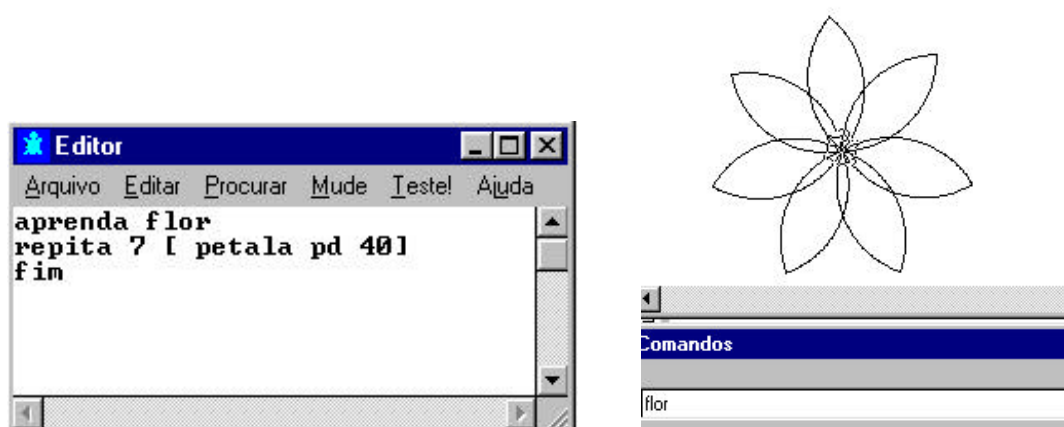 Editor
Arquivo Editar Procurar Mude Teste! Ajuda
aprenda flor
repita 7 [ petala pd 40]
fim
Comandos
flor